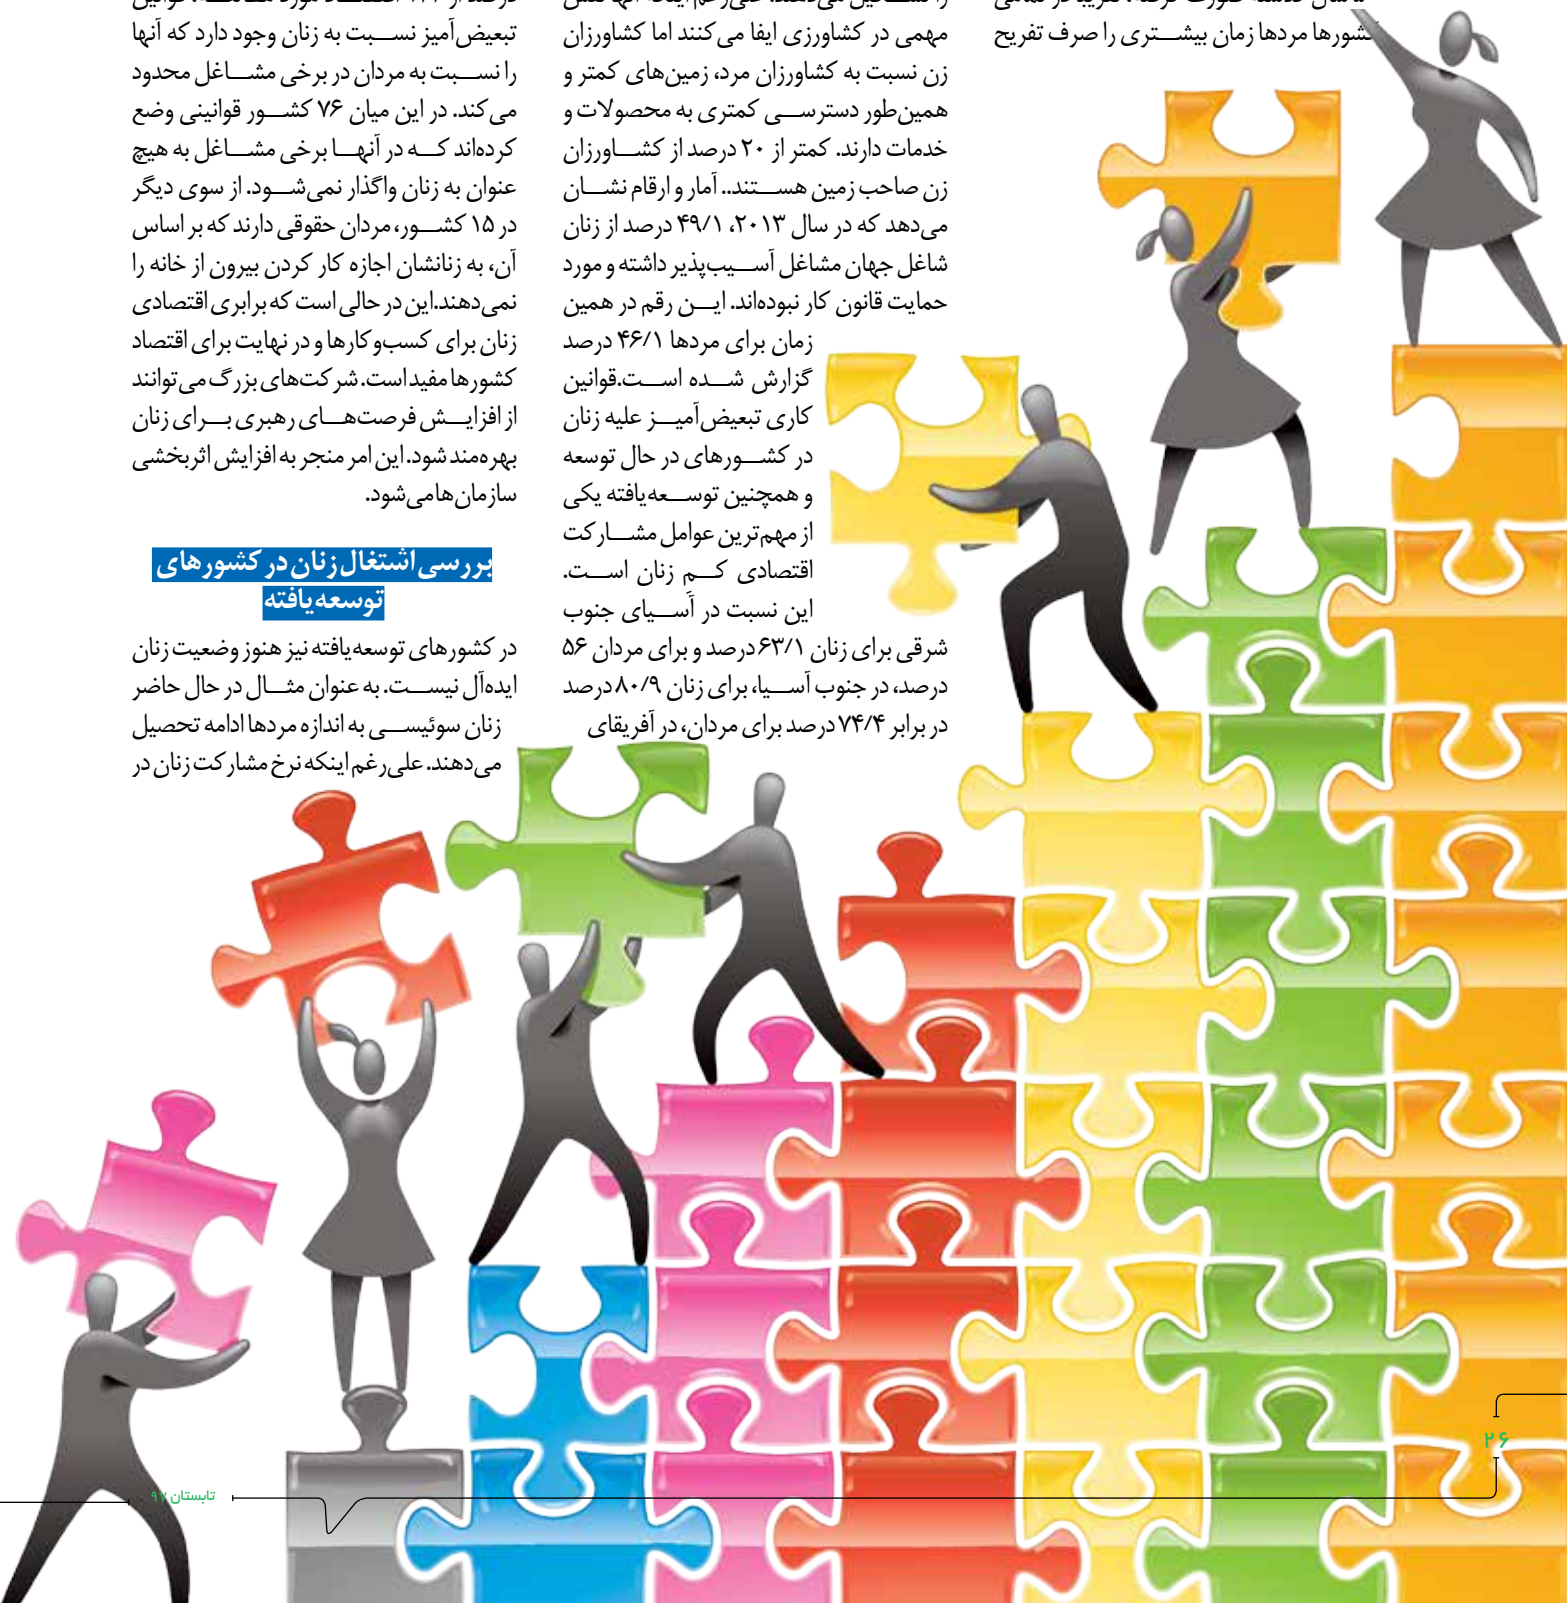 کشورها مردها زمان بیشتری را صرف تفریح
مهمی در کشاورزی ایفا می‌کنند اما کشاورزان
زن نسبت به کشاورزان مرد، زمین‌های کمتر و
همین‌طور دسترسی کمتری به محصولات و
خدمات دارند. کمتر از ۲۰ درصد از کشاورزان
زن صاحب زمین هستند.. آمار و ارقام نشان
می‌دهد که در سال ۲۰۱۳، ۴۹/۱ درصد از زنان
شاغل جهان مشاغل آسیب‌پذیر داشته و مورد
حمایت قانون کار نبوده‌اند. این رقم در همین
زمان برای مردها ۴۶/۱ درصد
گزارش شده است.قوانین
کاری تبعیض‌آمیز علیه زنان
در کشورهای در حال توسعه
و همچنین توسعه‌یافته یکی
از مهم‌ترین عوامل مشارکت
اقتصادی کم زنان است.
این نسبت در آسیای جنوب
شرقی برای زنان ۶۳/۱ درصد و برای مردان ۵۶
درصد، در جنوب آسیا، برای زنان ۸۰/۹ درصد
در برابر ۷۴/۴ درصد برای مردان، در آفریقای
تبعیض‌آمیز نسبت به زنان وجود دارد که آنها
را نسبت به مردان در برخی مشاغل محدود
می‌کند. در این میان ۷۶ کشور قوانینی وضع
کرده‌اند که در آنها برخی مشاغل به هیچ
عنوان به زنان واگذار نمی‌شود. از سوی دیگر
در ۱۵ کشور، مردان حقوقی دارند که بر اساس
آن، به زنانشان اجازه کار کردن بیرون از خانه را
نمی‌دهند.این در حالی است که برابری اقتصادی
زنان برای کسب‌وکارها و در نهایت برای اقتصاد
کشورها مفید است. شرکت‌های بزرگ می‌توانند
از افزایش فرصت‌های رهبری برای زنان
بهره‌مند شود. این امر منجر به افزایش اثربخشی
سازمان‌ها می‌شود.
بررسی اشتغال زنان در کشورهای
توسعه‌یافته
در کشورهای توسعه‌یافته نیز هنوز وضعیت زنان
ایده‌آل نیست. به عنوان مثال در حال حاضر
زنان سوئیسی به اندازه مردها ادامه تحصیل
می‌دهند. علی‌رغم اینکه نرخ مشارکت زنان در
۲۶
تابستان ۹۷